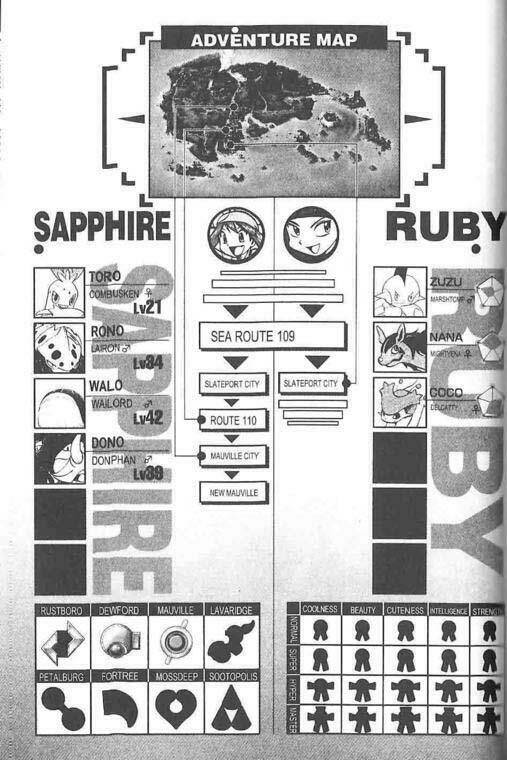 ADVENTURE MAP
SAPPHIRE
RUBY
TORO
COMBUSKEN ♀
Lv21
RONO
LAIRON ♂
Lv34
WALO
WAILORD ♂
Lv42
DONO
DONPHAN ♂
Lv39
SAPPHIRE
SEA ROUTE 109
SLATEPORT CITY
SLATEPORT CITY
ROUTE 110
MAUVILLE CITY
NEW MAUVILLE
ZUZU
MARSHTOMP ♂
NANA
MIGHTYENA ♀
COCO
DELCATTY ♀
RUBY
RUSTBORO DEWFORD MAUVILLE LAVARIDGE
PETALBURG FORTREE MOSSDEEP SOOTOPOLIS
COOLNESS BEAUTY CUTENESS INTELLIGENCE STRENGTH
NORMAL
SUPER
HYPER
MASTER